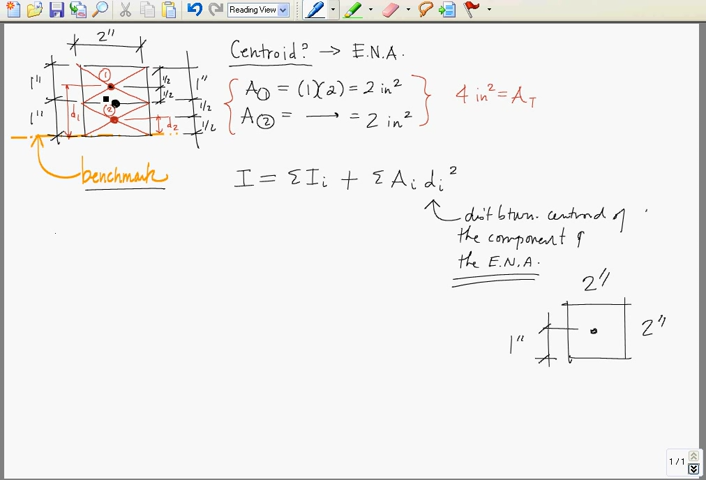 Reading View
2"
Centroid? → E.N.A.
1"
1"
①
②
d1
d2
1/2
1/2
1/2
1/2
1"
A① = (1)(2) = 2 in²
A② = → = 2 in²
4 in² = AT
benchmark
I = ΣIi + ΣAi di²
dist btwn. centroid of
the component &
the E.N.A.
2"
2"
1"
1/1